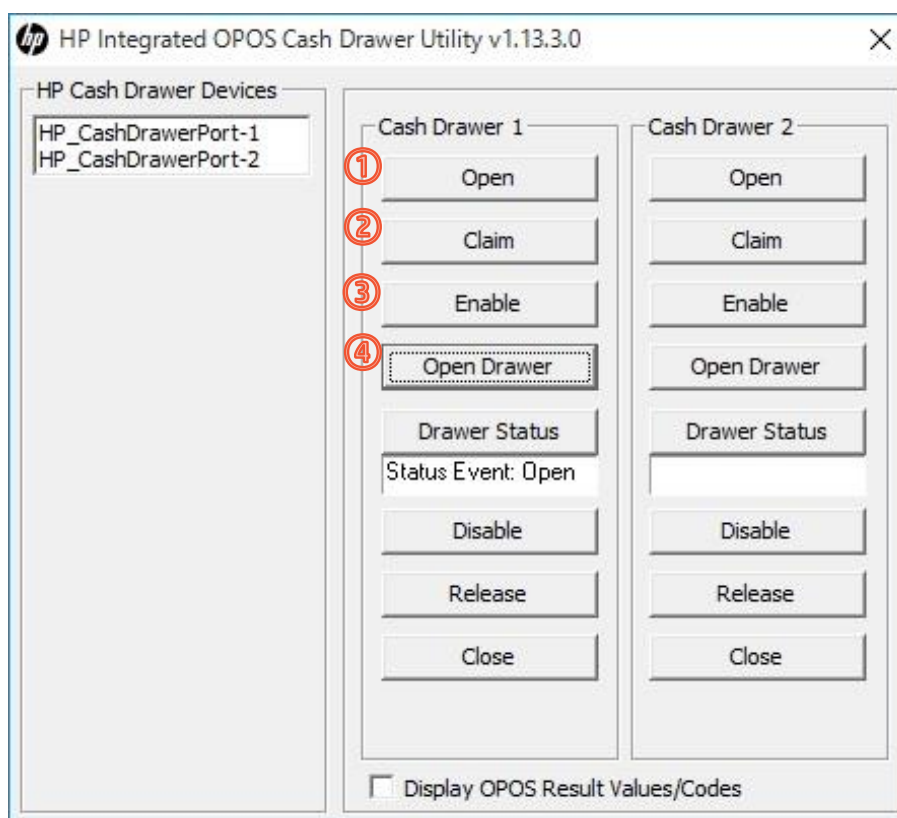 hp HP Integrated OPOS Cash Drawer Utility v1.13.3.0
HP Cash Drawer Devices
HP_CashDrawerPort-1
HP_CashDrawerPort-2
Cash Drawer 1
① Open
② Claim
③ Enable
④ Open Drawer
Drawer Status
Status Event: Open
Disable
Release
Close
Cash Drawer 2
Open
Claim
Enable
Open Drawer
Drawer Status
Disable
Release
Close
Display OPOS Result Values/Codes